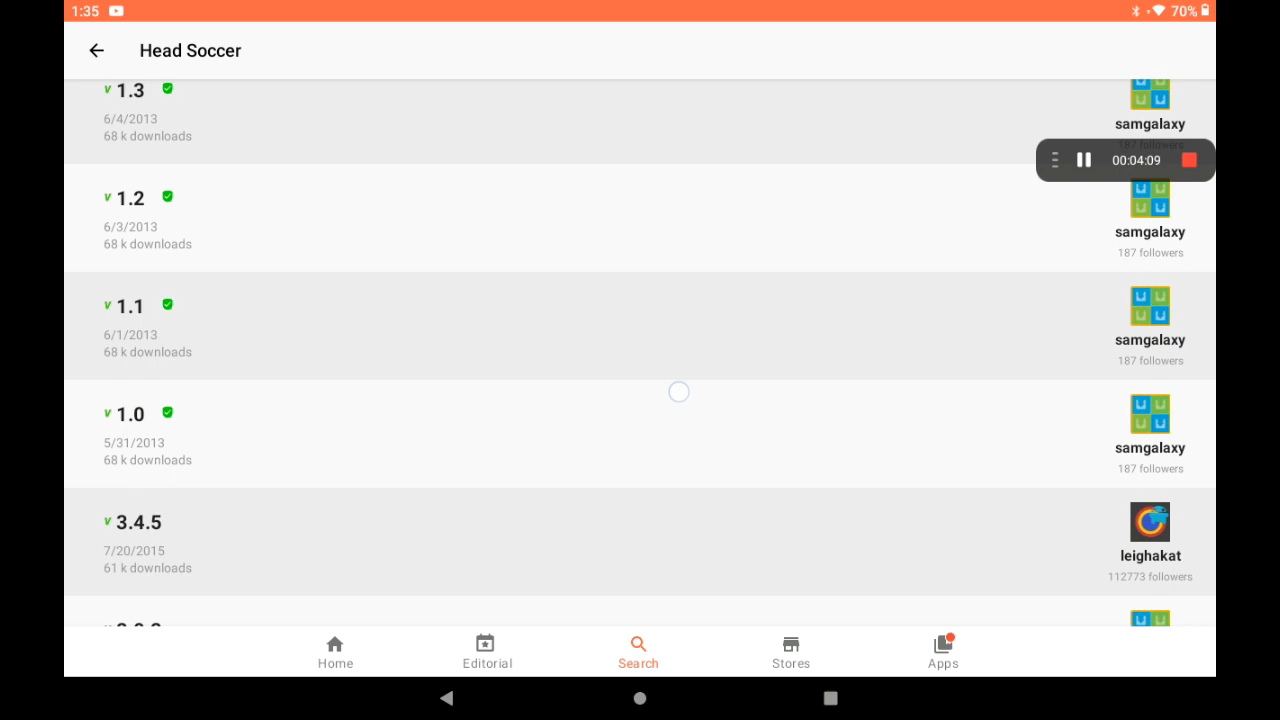 1:35
70%
Head Soccer
v 1.3
6/4/2013
68 k downloads
samgalaxy
187 followers
00:04:09
v 1.2
6/3/2013
68 k downloads
samgalaxy
187 followers
v 1.1
6/1/2013
68 k downloads
samgalaxy
187 followers
v 1.0
5/31/2013
68 k downloads
samgalaxy
187 followers
v 3.4.5
7/20/2015
61 k downloads
leighakat
112773 followers
Home
Editorial
Search
Stores
Apps